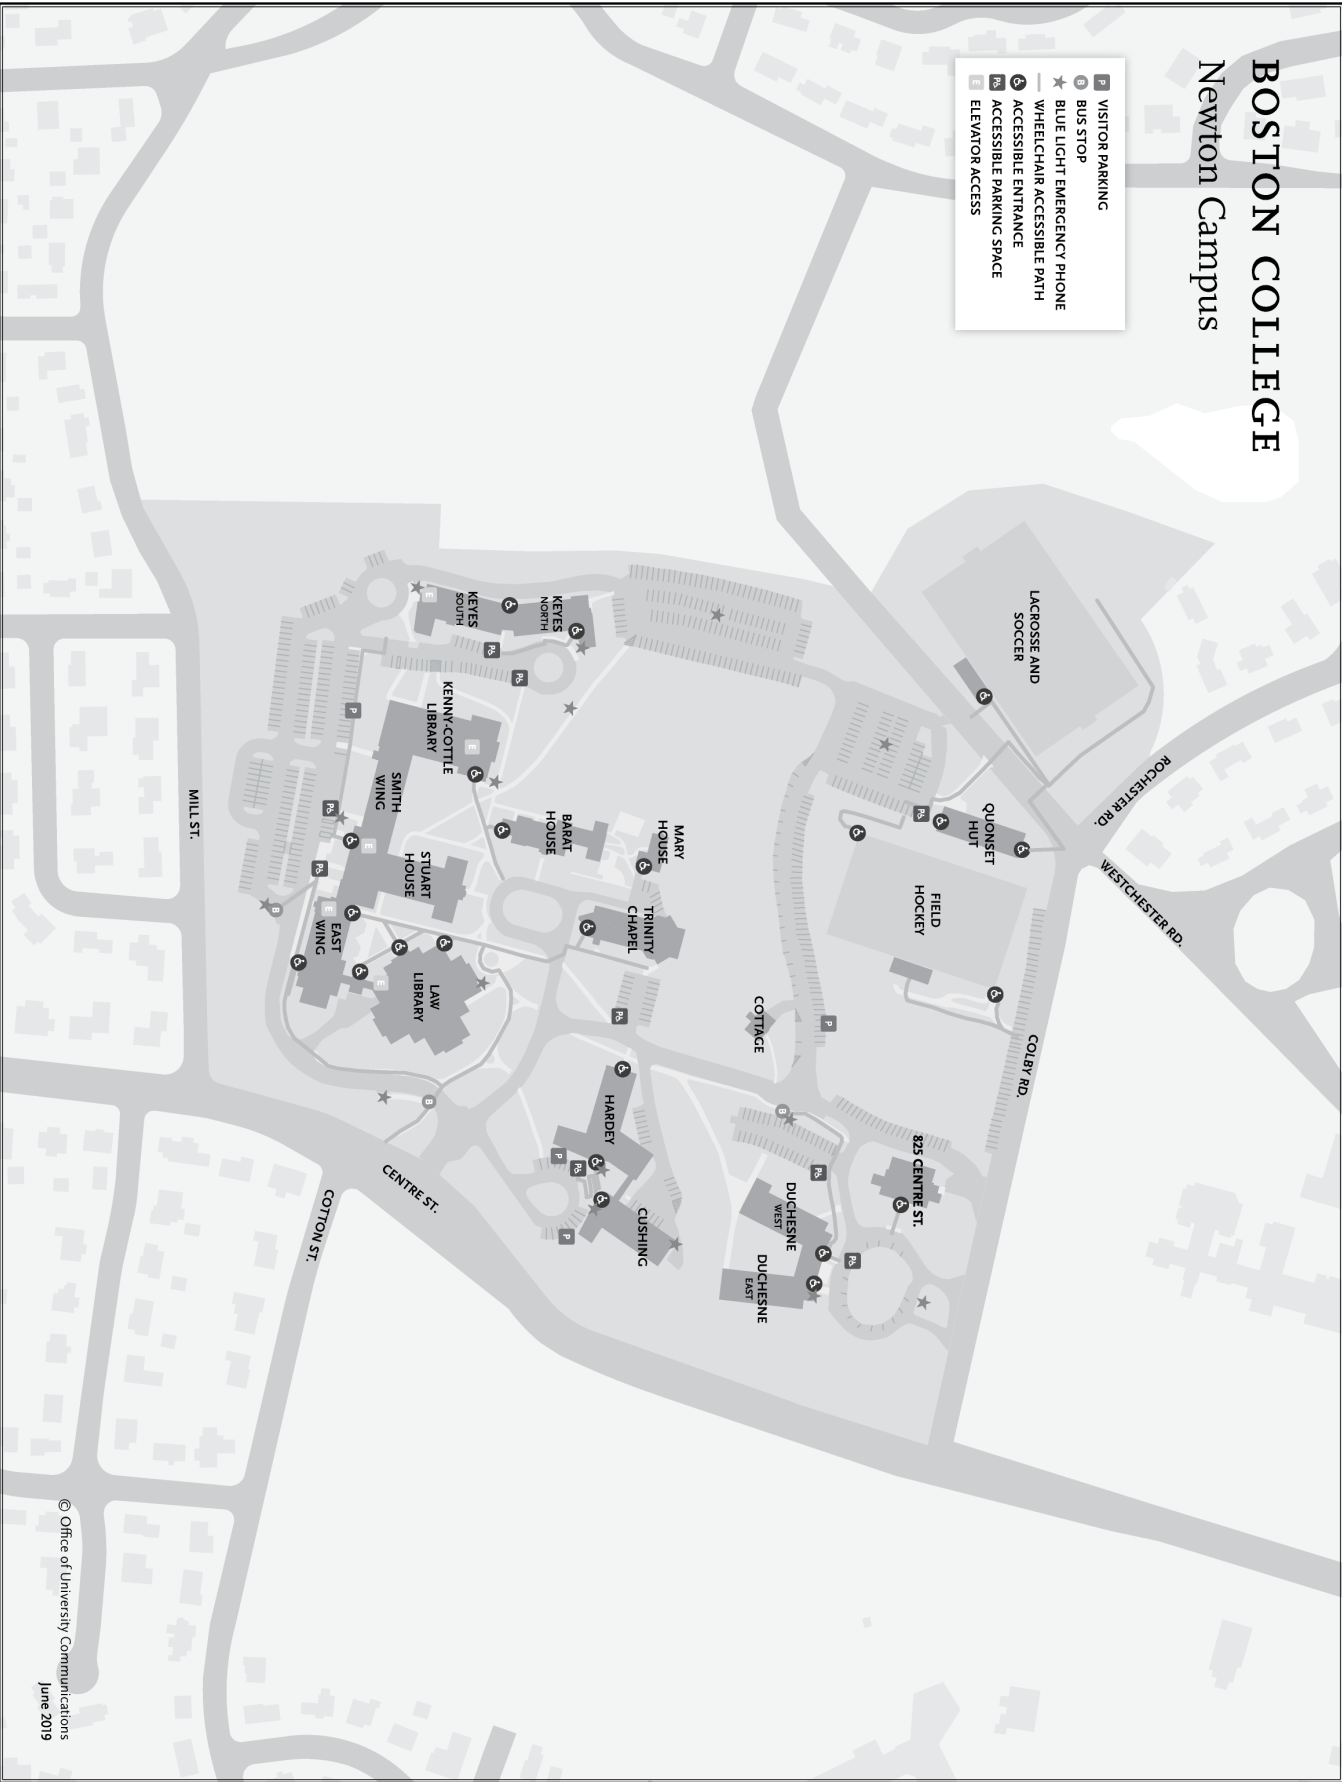 BOSTON COLLEGE
Newton Campus
P VISITOR PARKING
B BUS STOP
BLUE LIGHT EMERGENCY PHONE
WHEELCHAIR ACCESSIBLE PATH
ACCESSIBLE ENTRANCE
P ACCESSIBLE PARKING SPACE
E ELEVATOR ACCESS
LACROSSE AND
SOCCER
ROCHESTER RD.
WESTCHESTER RD.
QUONSET
HUT
FIELD
HOCKEY
COLBY RD.
825 CENTRE ST.
COTTAGE
P
B
P
P
P
DUCHESNE
WEST
DUCHESNE
EAST
KEYES
NORTH
KEYES
SOUTH
E
P
P
KENNY-COTTLE
LIBRARY
E
BARAT
HOUSE
MARY
HOUSE
TRINITY
CHAPEL
P
SMITH
WING
STUART
HOUSE
P
P
E
P
E
B
EAST
WING
LAW
LIBRARY
E
B
HARDEY
P
P
P
CUSHING
MILL ST.
CENTRE ST.
COTTON ST.
© Office of University Communications
June 2019